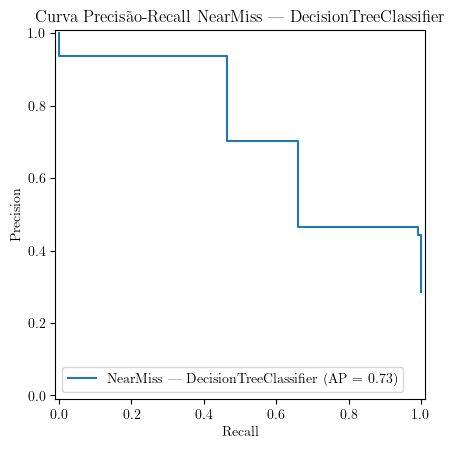 Curva Precisão-Recall NearMiss — DecisionTreeClassifier
1.0
0.8
0.6
0.4
0.2
0.0
Precision
NearMiss — DecisionTreeClassifier (AP = 0.73)
0.0 0.2 0.4 0.6 0.8 1.0
Recall